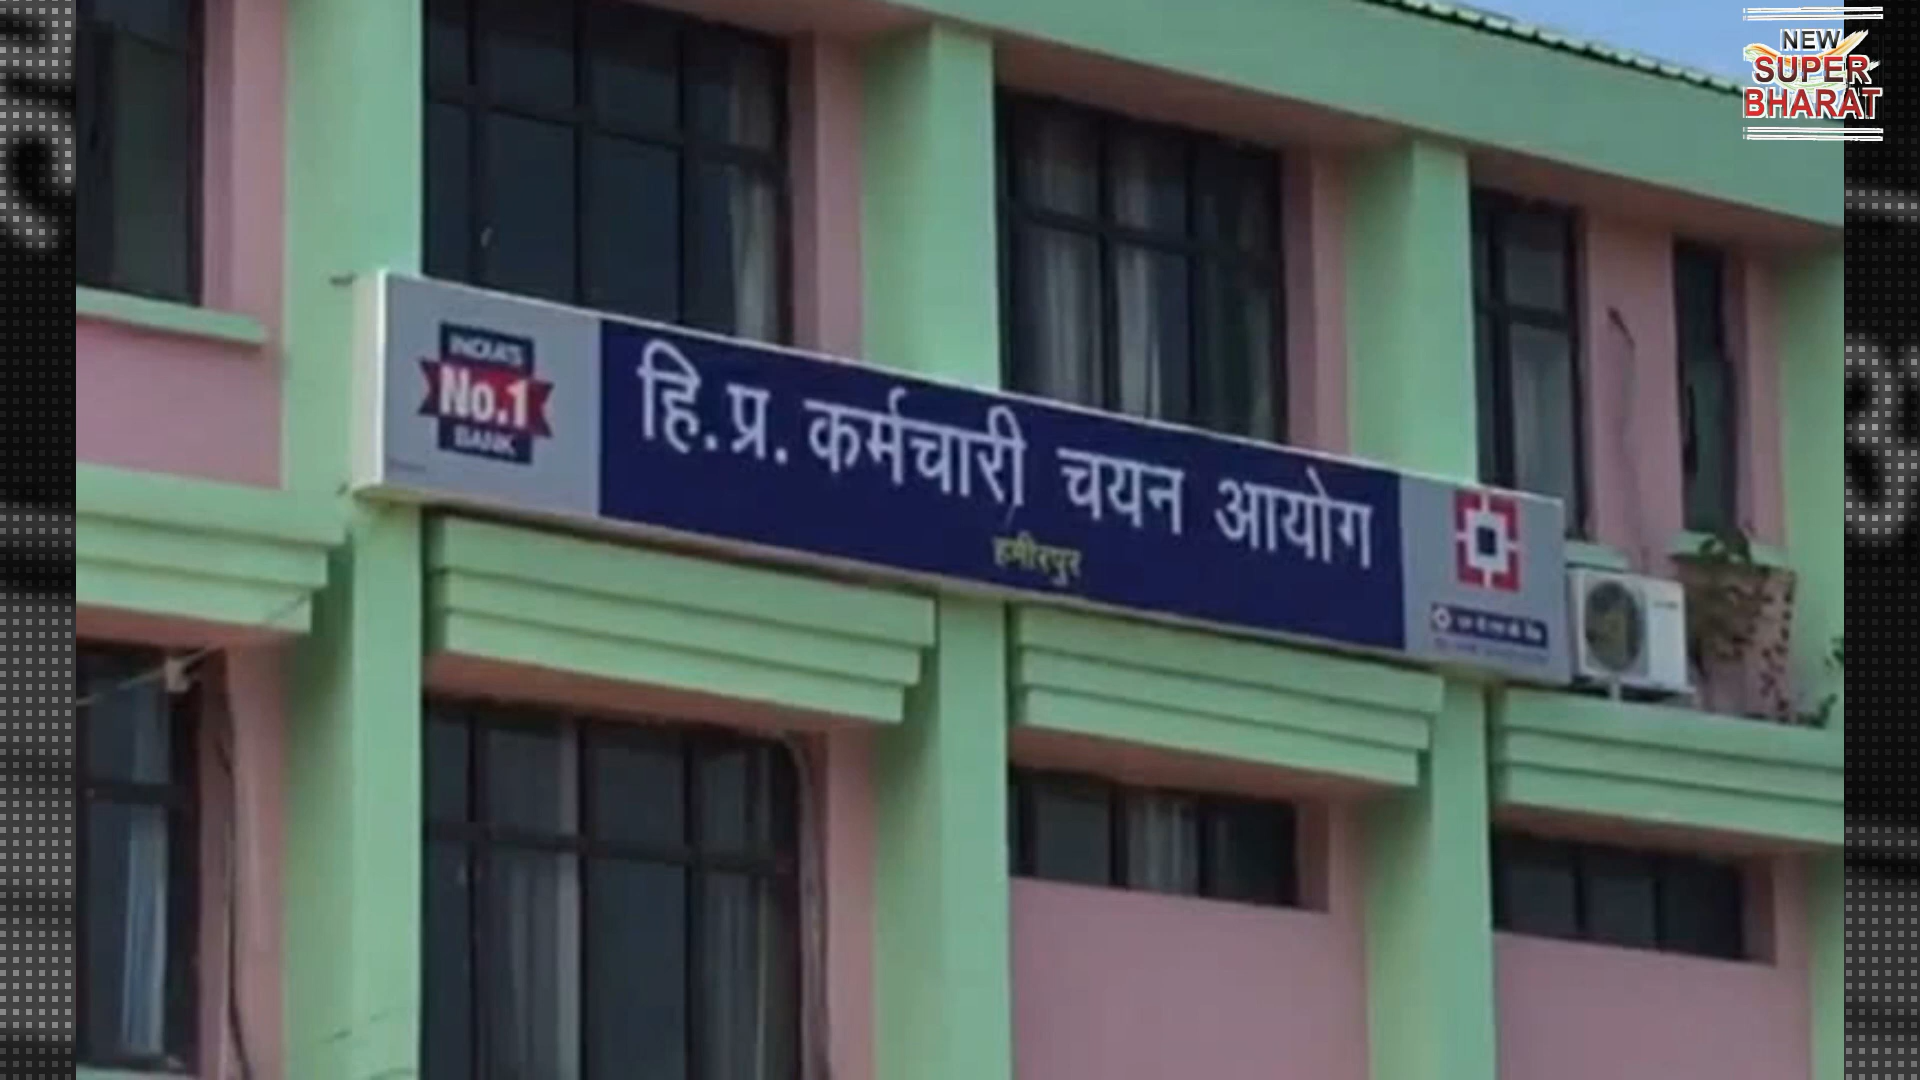 NEW
SUPER
BHARAT
INDIA'S
No.1
BANK
हि.प्र. कर्मचारी चयन आयोग
हमीरपुर